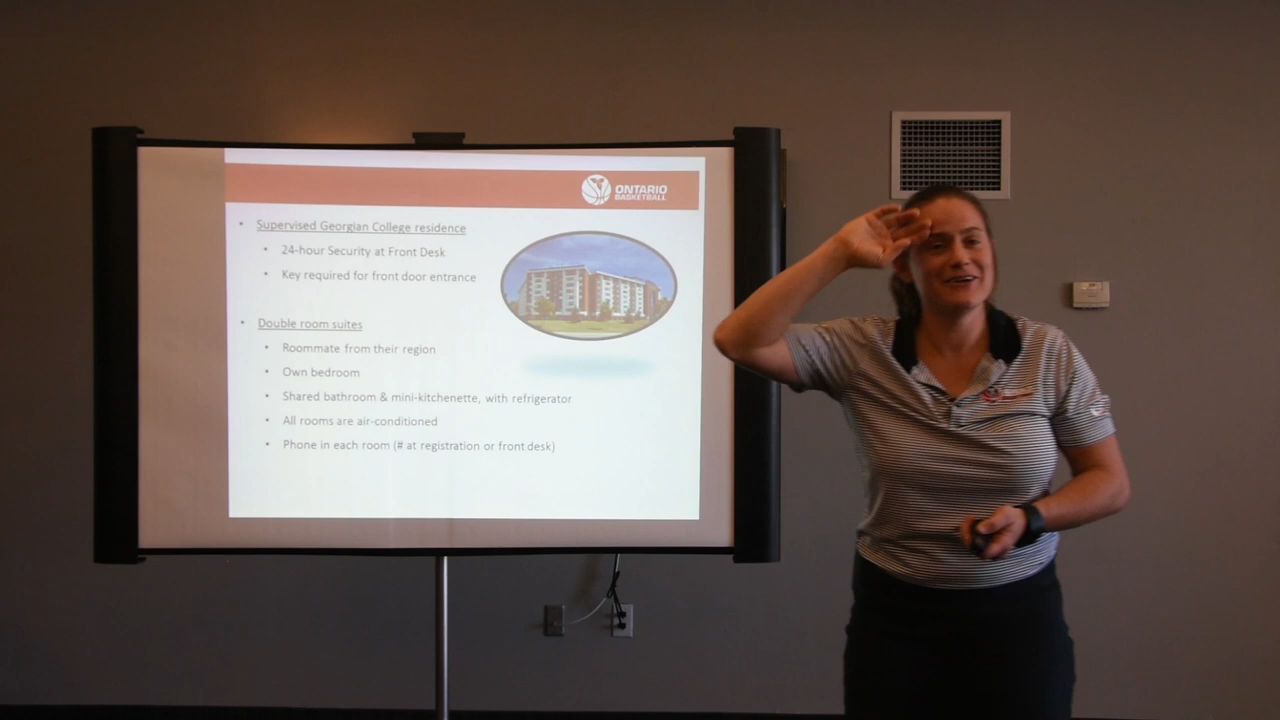 ONTARIO
BASKETBALL
Supervised Georgian College residence
24-hour Security at Front Desk
Key required for front door entrance
Double room suites
Roommate from their region
Own bedroom
Shared bathroom & mini-kitchenette, with refrigerator
All rooms are air-conditioned
Phone in each room (# at registration or front desk)